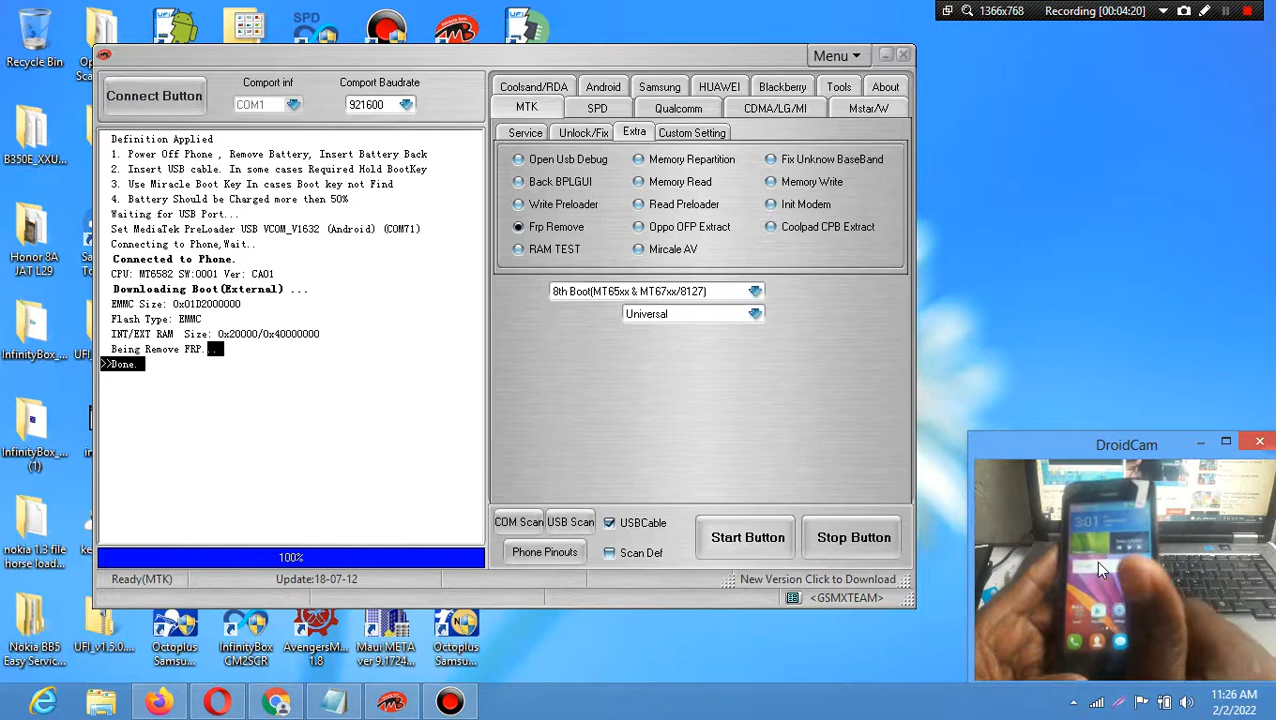 1366x768
Recording [00:04:20]
SPD
Recycle Bin
Menu
Connect Button
Comport inf
Comport Baudrate
COM1
921600
Coolsand/RDA
Android
Samsung
HUAWEI
Blackberry
Tools
About
MTK
SPD
Qualcomm
CDMA/LG/MI
Mstar/W
Service
Unlock/Fix
Extra
Custom Setting
Definition Applied
1. Power Off Phone , Remove Battery, Insert Battery Back
2. Insert USB cable. In some cases Required Hold BootKey
3. Use Miracle Boot Key In cases Boot key not Find
4. Battery Should be Charged more then 50%
Waiting for USB Port...
Set MediaTek PreLoader USB VCOM_V1632 (Android) (COM71)
Connecting to Phone,Wait..
Connected to Phone.
CPU: MT6582 SW:0001 Ver: CA01
Downloading Boot(External) ...
EMMC Size: 0x01D2000000
Flash Type: EMMC
INT/EXT RAM Size: 0x20000/0x40000000
Being Remove FRP...
>>Done.
Open Usb Debug
Memory Repartition
Fix Unknow BaseBand
Back BPLGUI
Memory Read
Memory Write
Write Preloader
Read Preloader
Init Modem
Frp Remove
Oppo OFP Extract
Coolpad CPB Extract
RAM TEST
Mircale AV
8th Boot(MT65xx & MT67xx/8127)
Universal
B350E_XXU...
Honor 8A
JAT L29
InfinityBox_...
InfinityBox_...
(1)
nokia 1.3 file
horse load...
COM Scan
USB Scan
USBCable
Start Button
Stop Button
Phone Pinouts
Scan Def
100%
Ready(MTK)
Update:18-07-12
New Version Click to Download
<GSMXTEAM>
DroidCam
3:01
Nokia BB5
Easy Servic...
UFI_v1.5.0....
Octoplus
Samsu...
InfinityBox
CM2SCR
AvengersM...
1.8
Maui META
ver 9.1724...
Octoplus
Samsu...
11:26 AM
2/2/2022